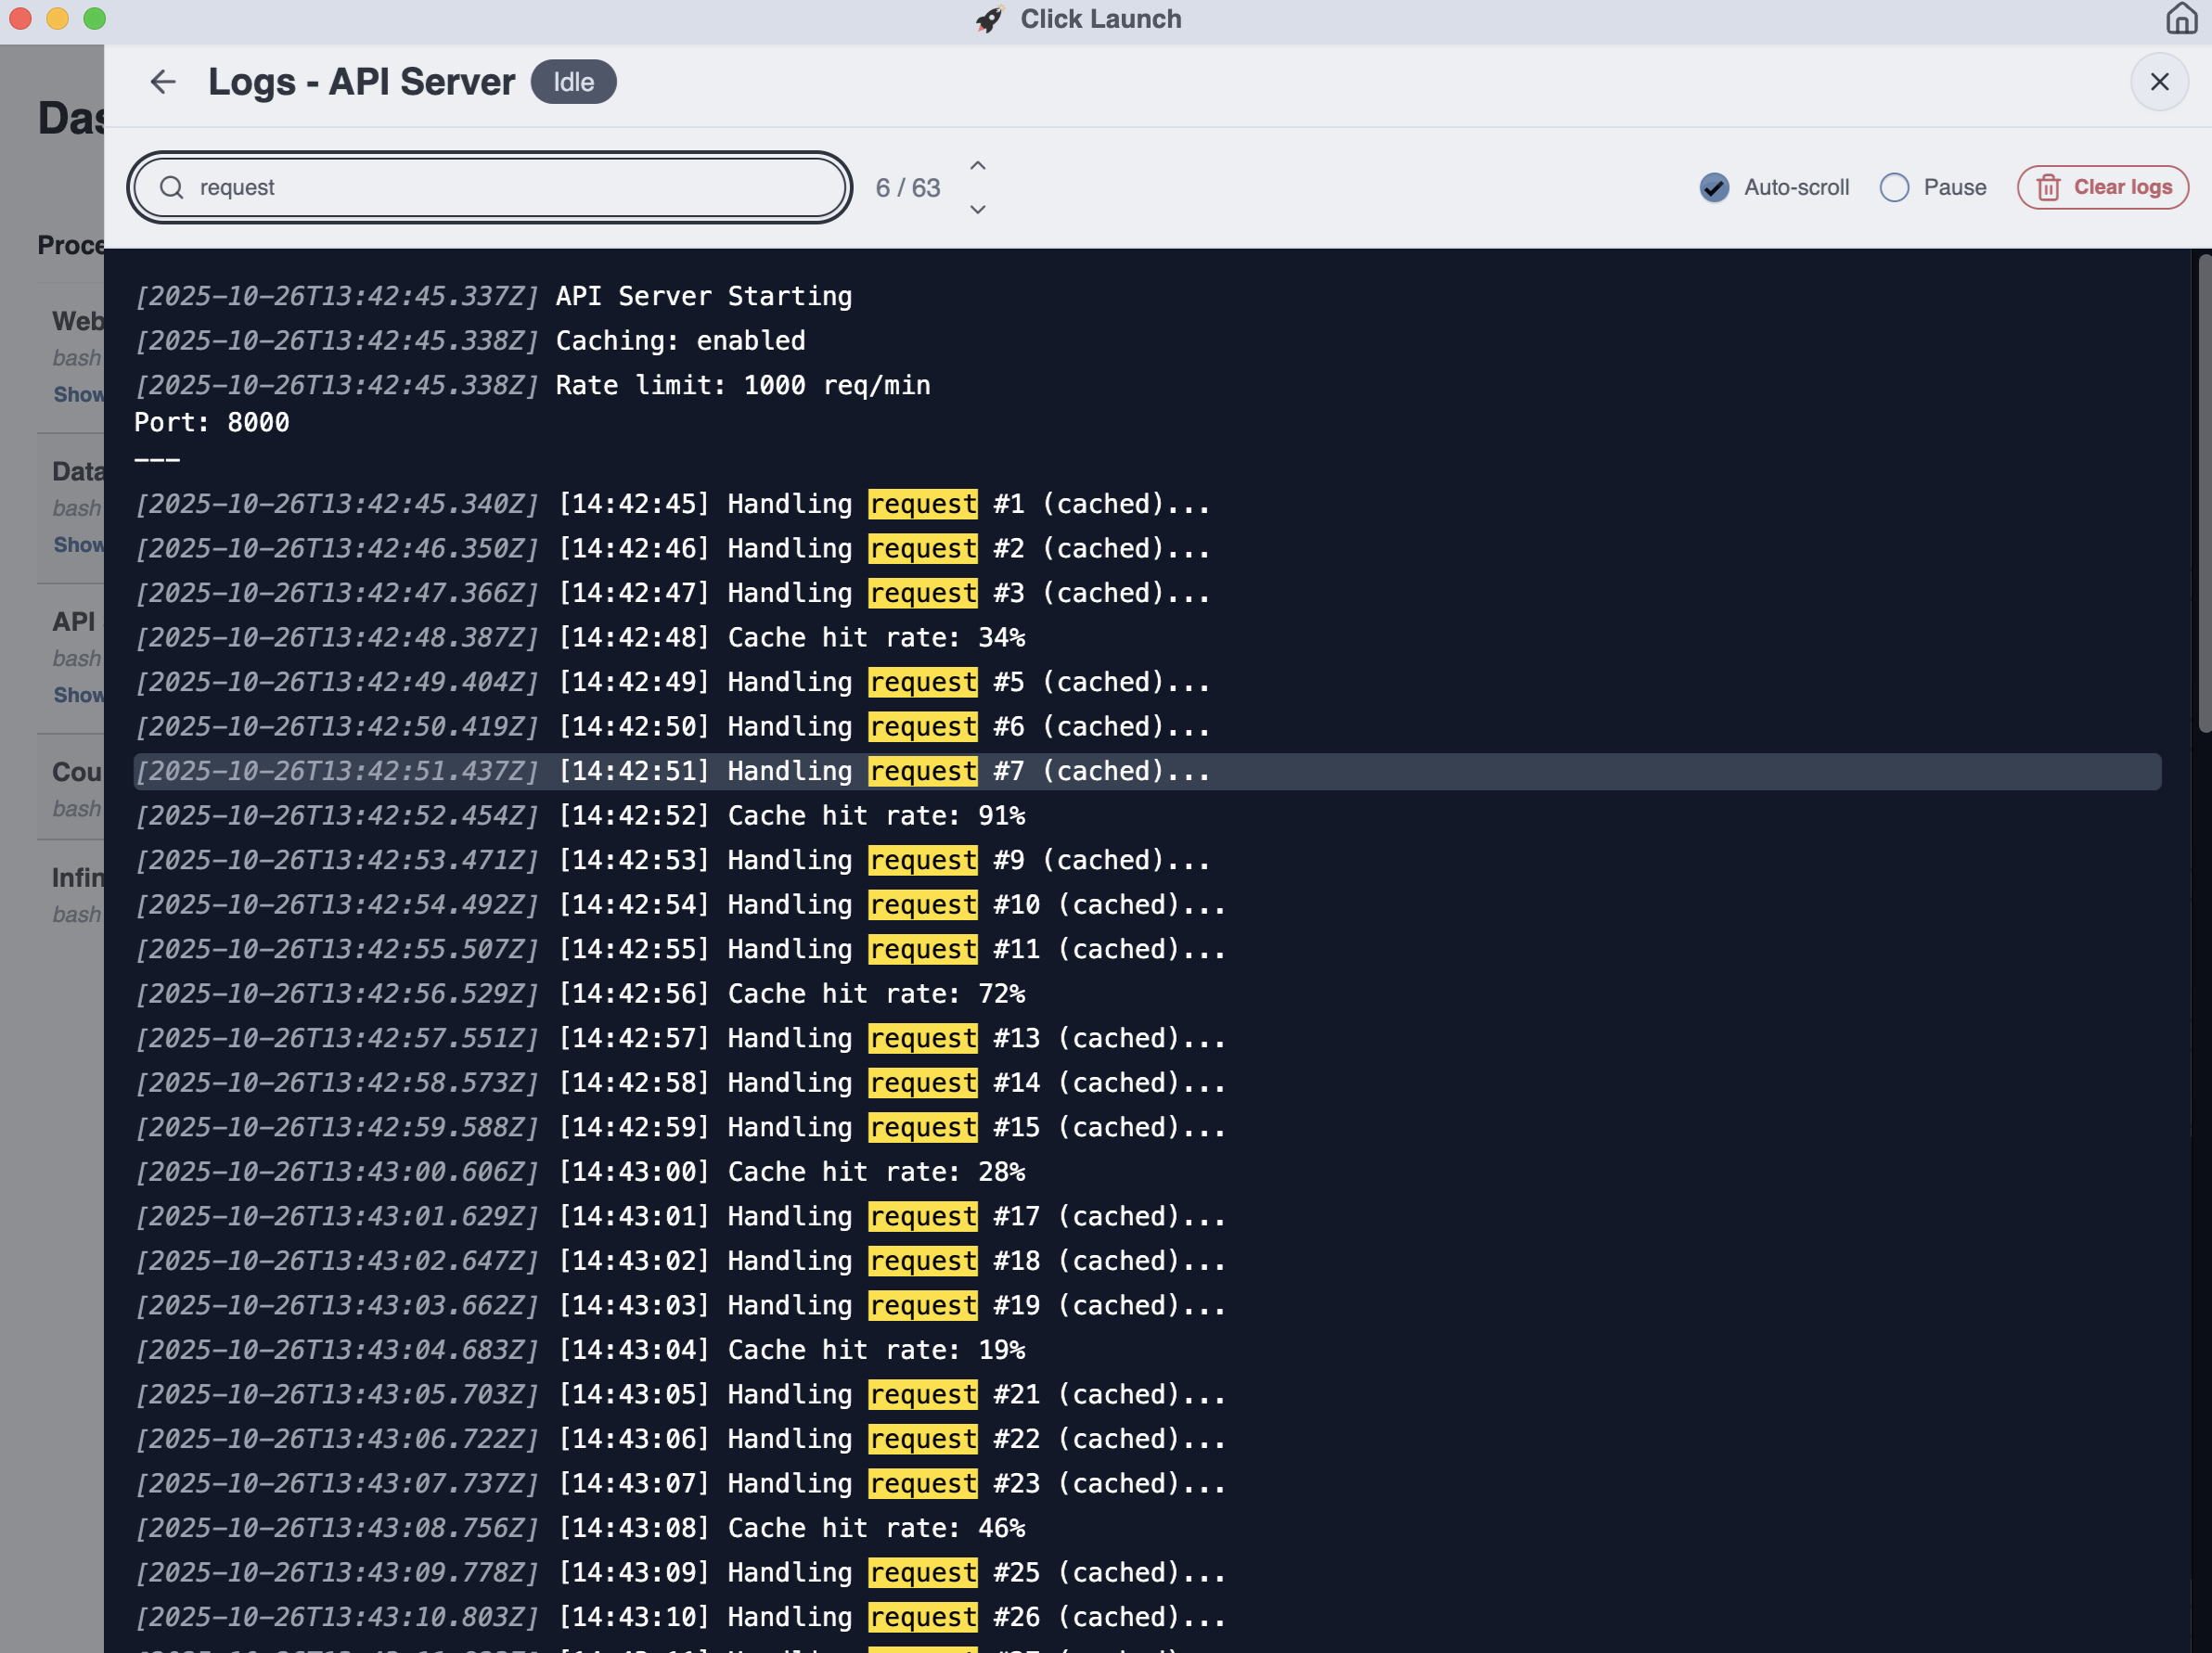 Click Launch
Das
Logs - API Server Idle
request 6 / 63 Auto-scroll Pause Clear logs
Proce
Web
bash
Show
Data
bash
Show
API
bash
Show
Cou
bash
Infin
bash
[2025-10-26T13:42:45.337Z] API Server Starting
[2025-10-26T13:42:45.338Z] Caching: enabled
[2025-10-26T13:42:45.338Z] Rate limit: 1000 req/min
Port: 8000
---
[2025-10-26T13:42:45.340Z] [14:42:45] Handling request #1 (cached)...
[2025-10-26T13:42:46.350Z] [14:42:46] Handling request #2 (cached)...
[2025-10-26T13:42:47.366Z] [14:42:47] Handling request #3 (cached)...
[2025-10-26T13:42:48.387Z] [14:42:48] Cache hit rate: 34%
[2025-10-26T13:42:49.404Z] [14:42:49] Handling request #5 (cached)...
[2025-10-26T13:42:50.419Z] [14:42:50] Handling request #6 (cached)...
[2025-10-26T13:42:51.437Z] [14:42:51] Handling request #7 (cached)...
[2025-10-26T13:42:52.454Z] [14:42:52] Cache hit rate: 91%
[2025-10-26T13:42:53.471Z] [14:42:53] Handling request #9 (cached)...
[2025-10-26T13:42:54.492Z] [14:42:54] Handling request #10 (cached)...
[2025-10-26T13:42:55.507Z] [14:42:55] Handling request #11 (cached)...
[2025-10-26T13:42:56.529Z] [14:42:56] Cache hit rate: 72%
[2025-10-26T13:42:57.551Z] [14:42:57] Handling request #13 (cached)...
[2025-10-26T13:42:58.573Z] [14:42:58] Handling request #14 (cached)...
[2025-10-26T13:42:59.588Z] [14:42:59] Handling request #15 (cached)...
[2025-10-26T13:43:00.606Z] [14:43:00] Cache hit rate: 28%
[2025-10-26T13:43:01.629Z] [14:43:01] Handling request #17 (cached)...
[2025-10-26T13:43:02.647Z] [14:43:02] Handling request #18 (cached)...
[2025-10-26T13:43:03.662Z] [14:43:03] Handling request #19 (cached)...
[2025-10-26T13:43:04.683Z] [14:43:04] Cache hit rate: 19%
[2025-10-26T13:43:05.703Z] [14:43:05] Handling request #21 (cached)...
[2025-10-26T13:43:06.722Z] [14:43:06] Handling request #22 (cached)...
[2025-10-26T13:43:07.737Z] [14:43:07] Handling request #23 (cached)...
[2025-10-26T13:43:08.756Z] [14:43:08] Cache hit rate: 46%
[2025-10-26T13:43:09.778Z] [14:43:09] Handling request #25 (cached)...
[2025-10-26T13:43:10.803Z] [14:43:10] Handling request #26 (cached)...